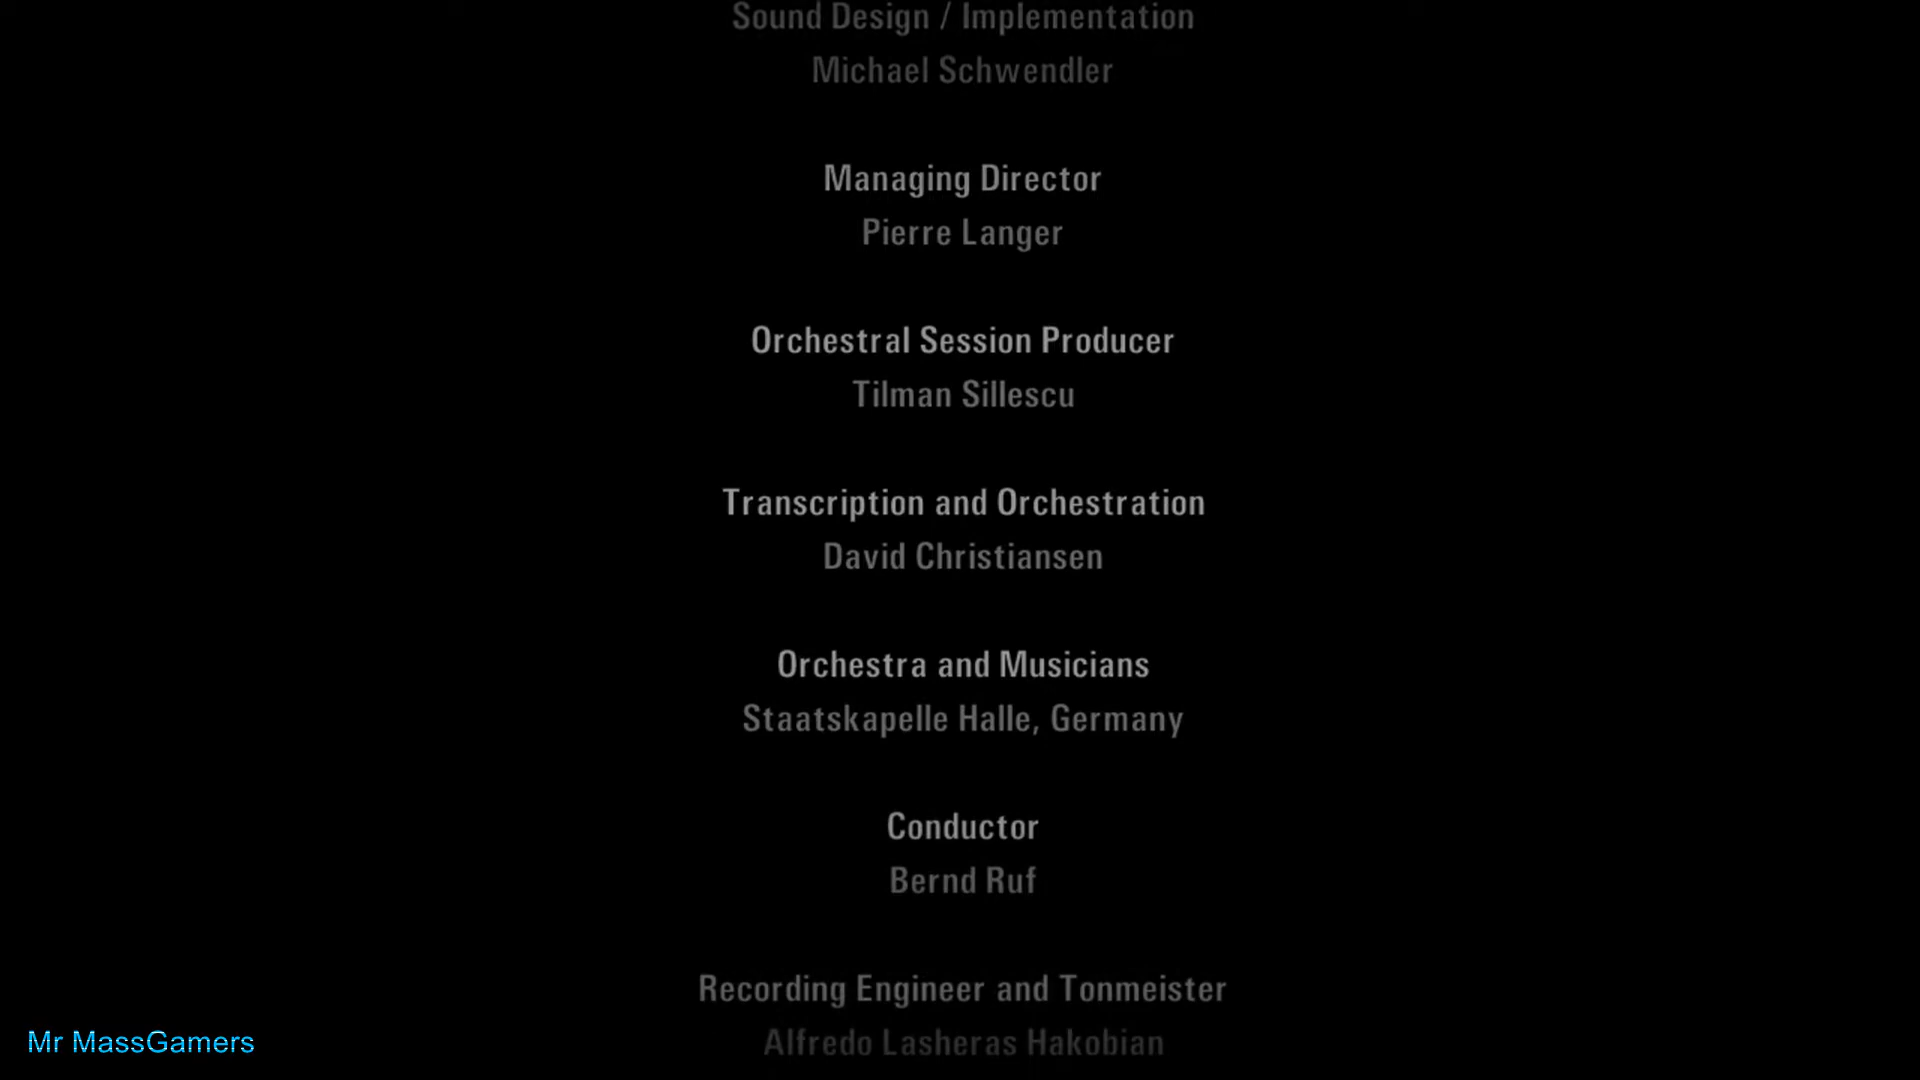 Sound Design / Implementation
Michael Schwendler
Managing Director
Pierre Langer
Orchestral Session Producer
Tilman Sillescu
Transcription and Orchestration
David Christiansen
Orchestra and Musicians
Staatskapelle Halle, Germany
Conductor
Bernd Ruf
Recording Engineer and Tonmeister
Alfredo Lasheras Hakobian
Mr MassGamers